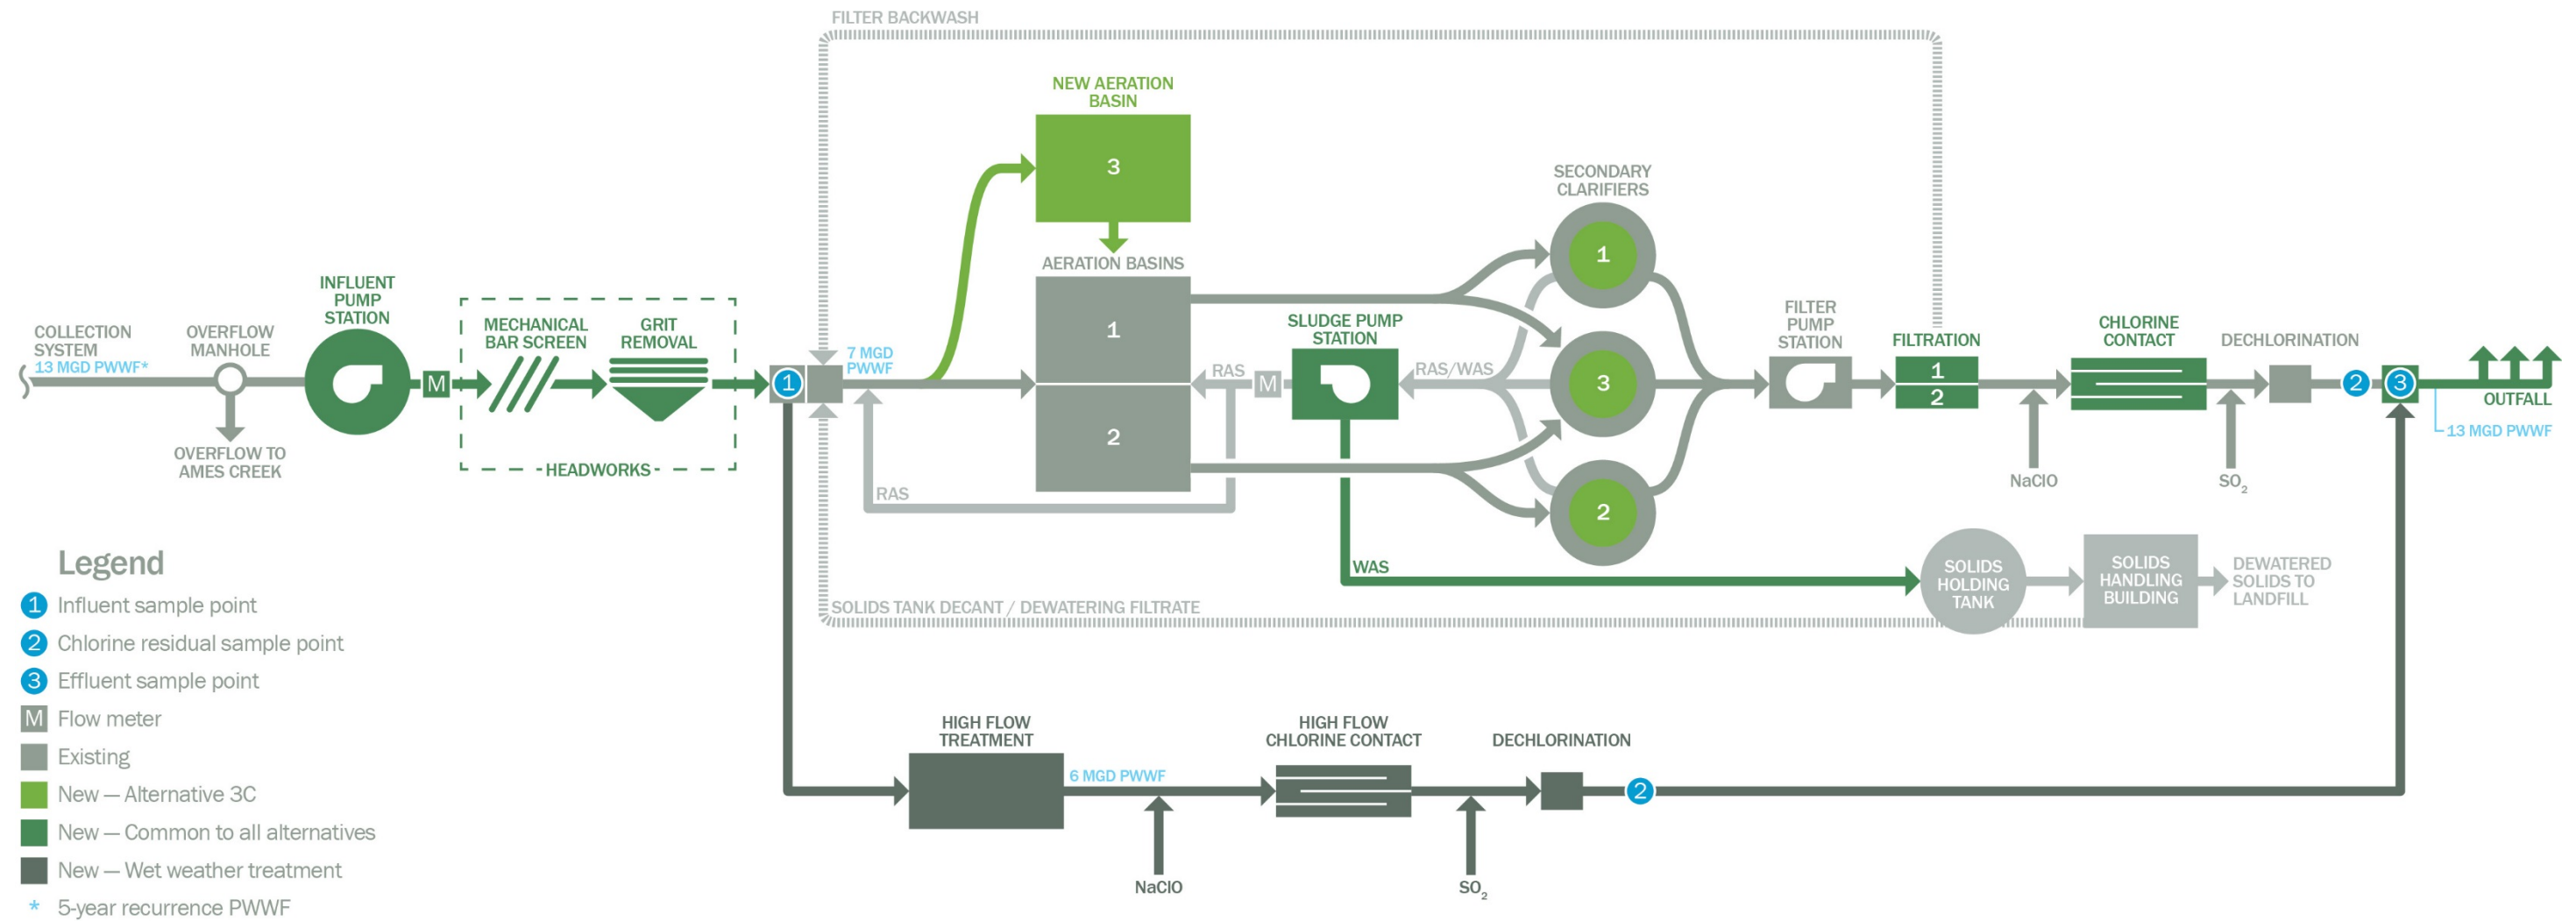 FILTER BACKWASH
NEW AERATION
BASIN
3
SECONDARY
CLARIFIERS
1
AERATION BASINS
1
2
INFLUENT
PUMP
STATION
COLLECTION
SYSTEM
13 MGD PWWF*
OVERFLOW
MANHOLE
OVERFLOW TO
AMES CREEK
M
MECHANICAL
BAR SCREEN
GRIT
REMOVAL
HEADWORKS
1
7 MGD
PWWF
RAS
RAS
M
SLUDGE PUMP
STATION
RAS/WAS
3
2
FILTER
PUMP
STATION
FILTRATION
1
2
CHLORINE
CONTACT
DECHLORINATION
NaClO
SO2
2
3
OUTFALL
13 MGD PWWF
WAS
SOLIDS
HOLDING
TANK
SOLIDS
HANDLING
BUILDING
DEWATERED
SOLIDS TO
LANDFILL
SOLIDS TANK DECANT / DEWATERING FILTRATE
HIGH FLOW
TREATMENT
6 MGD PWWF
HIGH FLOW
CHLORINE CONTACT
DECHLORINATION
2
NaClO
SO2
Legend
1 Influent sample point
2 Chlorine residual sample point
3 Effluent sample point
M Flow meter
Existing
New — Alternative 3C
New — Common to all alternatives
New — Wet weather treatment
* 5-year recurrence PWWF